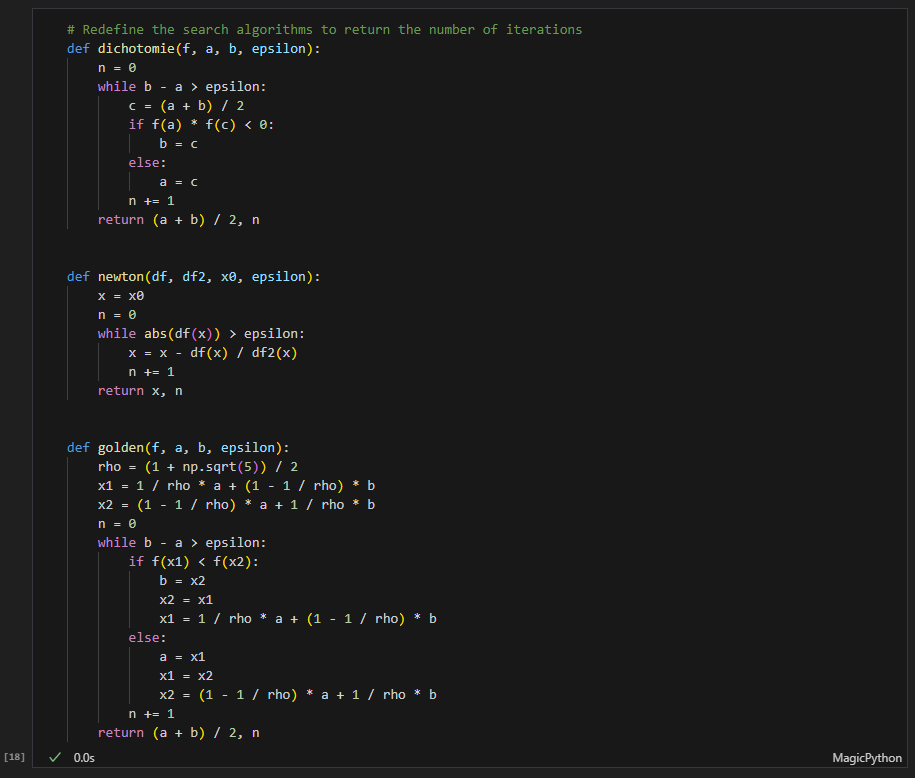 # Redefine the search algorithms to return the number of iterations
def dichotomie(f, a, b, epsilon):
    n = 0
    while b - a > epsilon:
        c = (a + b) / 2
        if f(a) * f(c) < 0:
            b = c
        else:
            a = c
        n += 1
    return (a + b) / 2, n
def newton(df, df2, x0, epsilon):
    x = x0
    n = 0
    while abs(df(x)) > epsilon:
        x = x - df(x) / df2(x)
        n += 1
    return x, n
def golden(f, a, b, epsilon):
    rho = (1 + np.sqrt(5)) / 2
    x1 = 1 / rho * a + (1 - 1 / rho) * b
    x2 = (1 - 1 / rho) * a + 1 / rho * b
    n = 0
    while b - a > epsilon:
        if f(x1) < f(x2):
            b = x2
            x2 = x1
            x1 = 1 / rho * a + (1 - 1 / rho) * b
        else:
            a = x1
            x1 = x2
            x2 = (1 - 1 / rho) * a + 1 / rho * b
        n += 1
    return (a + b) / 2, n
[18] ✓ 0.0s MagicPython